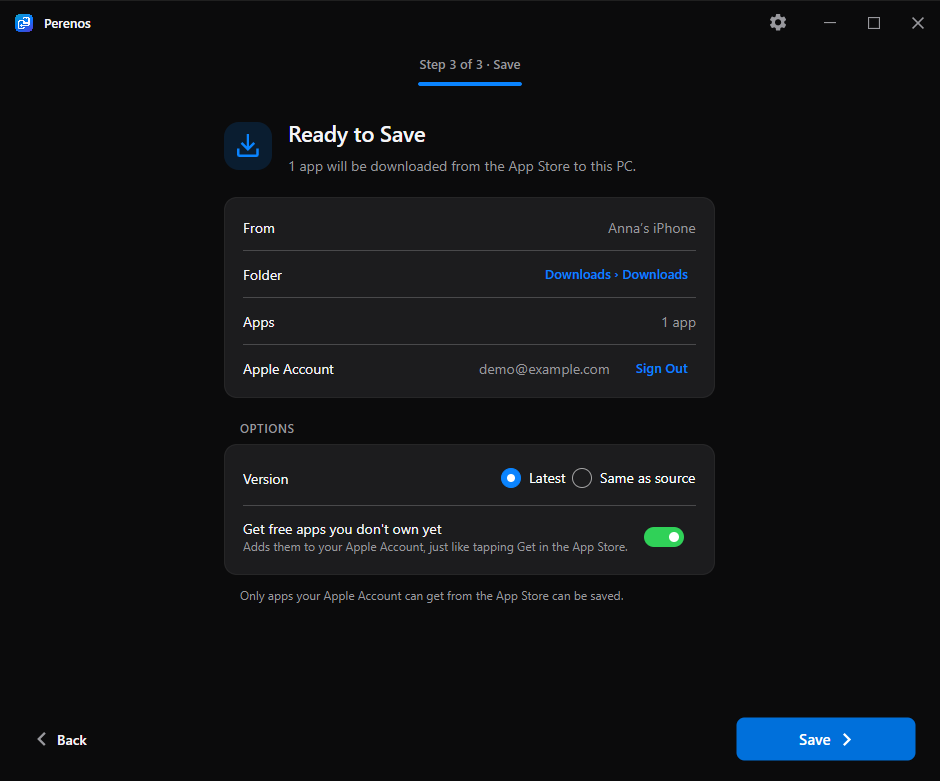 Perenos
Step 3 of 3 · Save
Ready to Save
1 app will be downloaded from the App Store to this PC.
From Anna's iPhone
Folder Downloads › Downloads
Apps 1 app
Apple Account demo@example.com Sign Out
OPTIONS
Version Latest Same as source
Get free apps you don't own yet
Adds them to your Apple Account, just like tapping Get in the App Store.
Only apps your Apple Account can get from the App Store can be saved.
Back Save